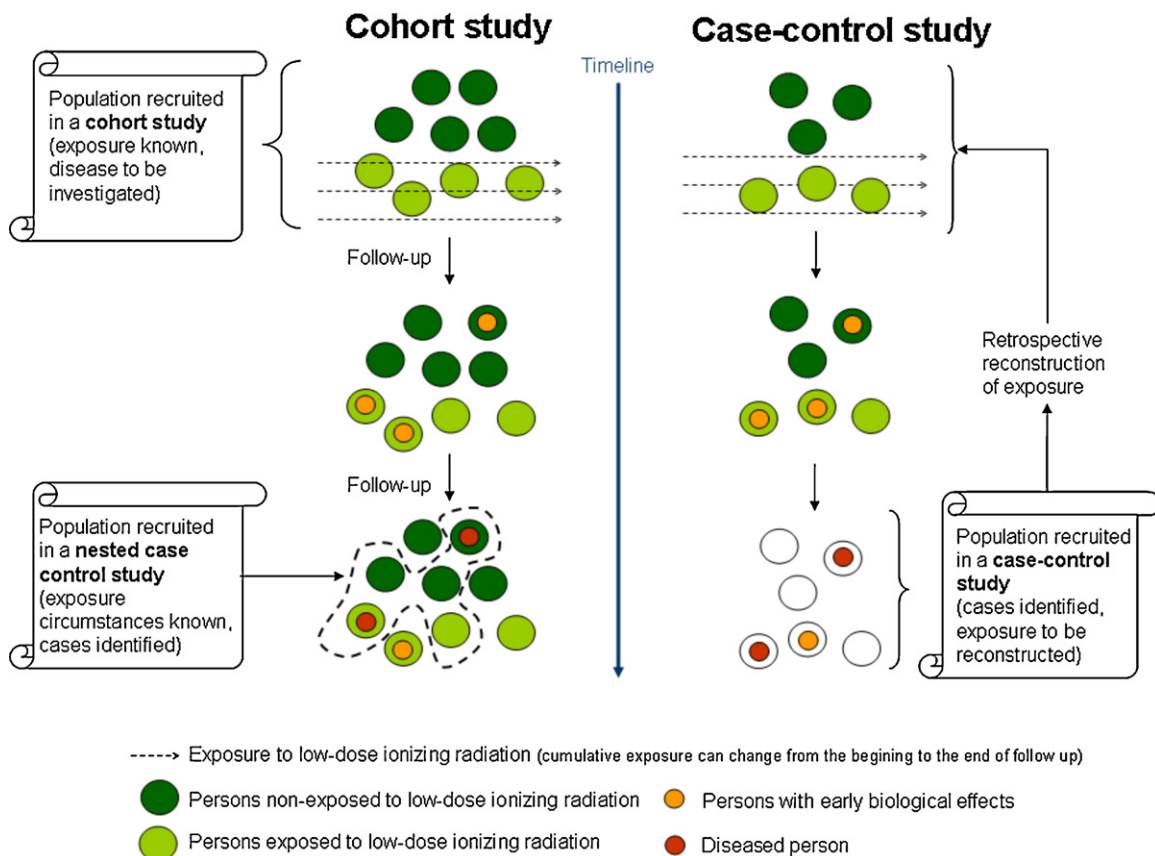 Cohort study
Case-control study
Timeline
Population recruited
in a cohort study
(exposure known,
disease to be
investigated)
Follow-up
Retrospective
reconstruction
of exposure
Follow-up
Population recruited
in a nested case
control study
(exposure
circumstances known,
cases identified)
Population recruited
in a case-control
study
(cases identified,
exposure to be
reconstructed)
Exposure to low-dose ionizing radiation (cumulative exposure can change from the begining to the end of follow up)
Persons non-exposed to low-dose ionizing radiation
Persons with early biological effects
Persons exposed to low-dose ionizing radiation
Diseased person